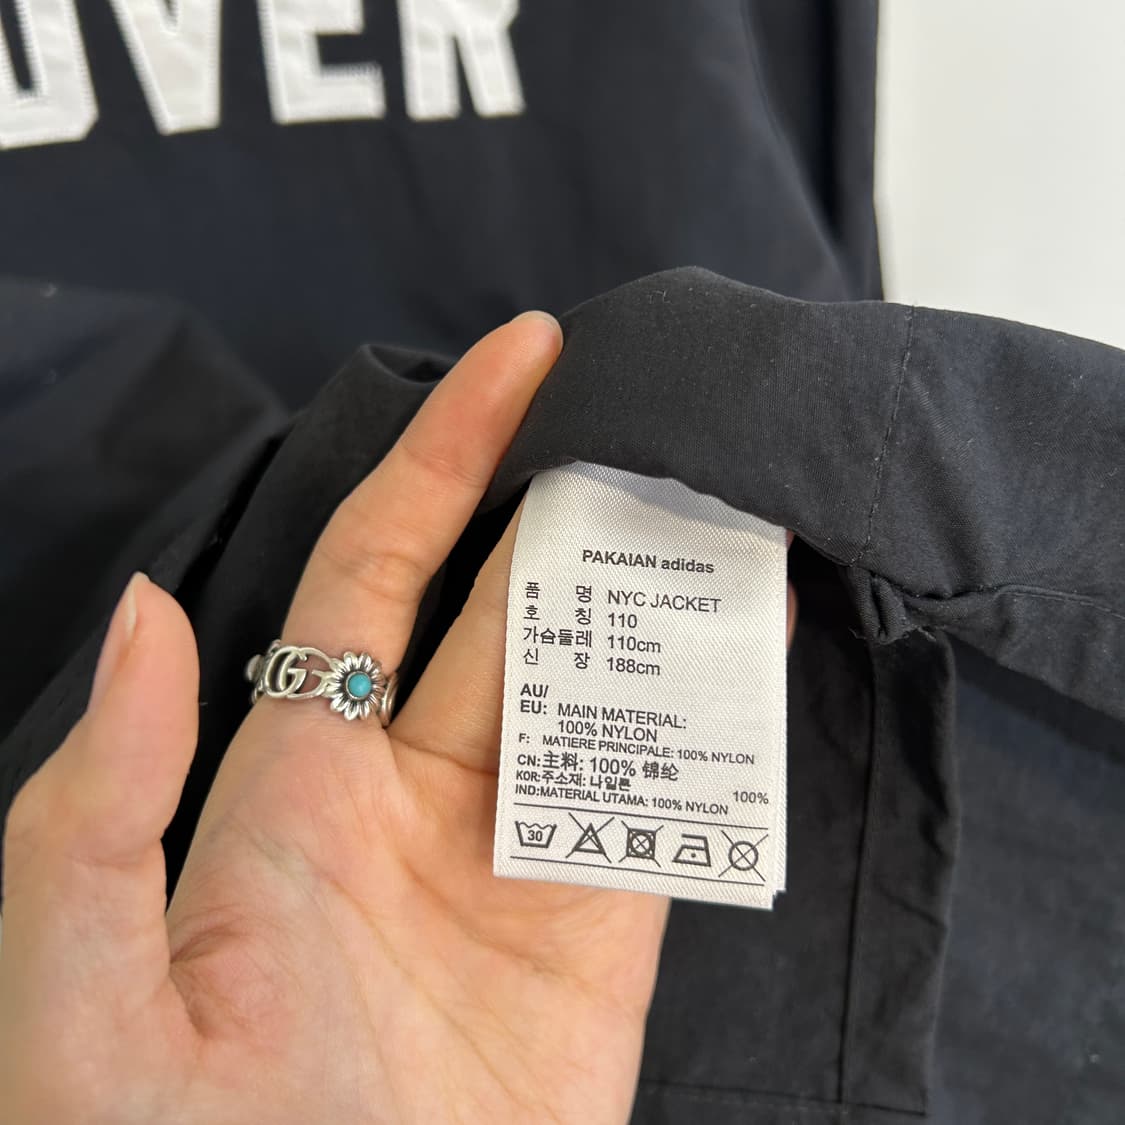 OVER
PAKAIAN adidas
품 명 NYC JACKET
호 칭 110
가슴둘레 110cm
신 장 188cm
AU/
EU: MAIN MATERIAL:
100% NYLON
F: MATIERE PRINCIPALE: 100% NYLON
CN:主料: 100% 锦纶
KOR:주소재: 나일론 100%
IND:MATERIAL UTAMA: 100% NYLON
30
GG